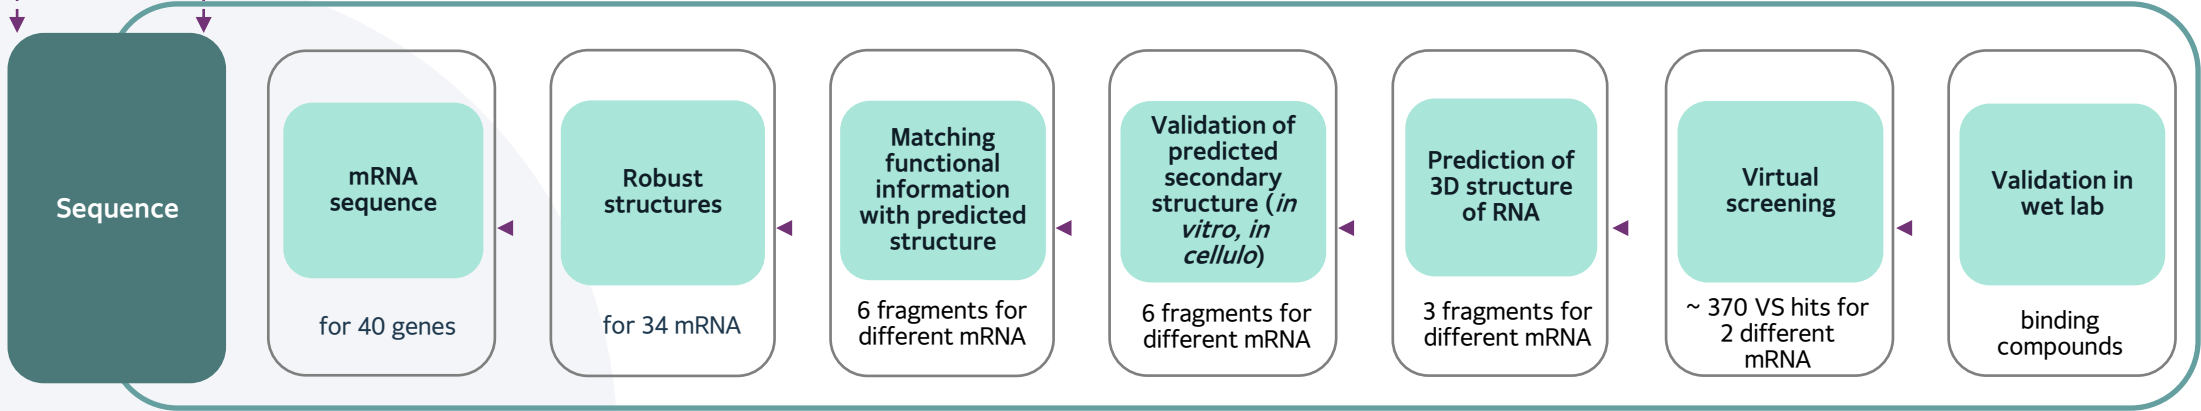 Sequence
mRNA
sequence
for 40 genes
Robust
structures
for 34 mRNA
Matching
functional
information
with predicted
structure
6 fragments for
different mRNA
Validation of
predicted
secondary
structure (in
vitro, in
cellulo)
6 fragments for
different mRNA
Prediction of
3D structure
of RNA
3 fragments for
different mRNA
Virtual
screening
~ 370 VS hits for
2 different
mRNA
Validation in
wet lab
binding
compounds